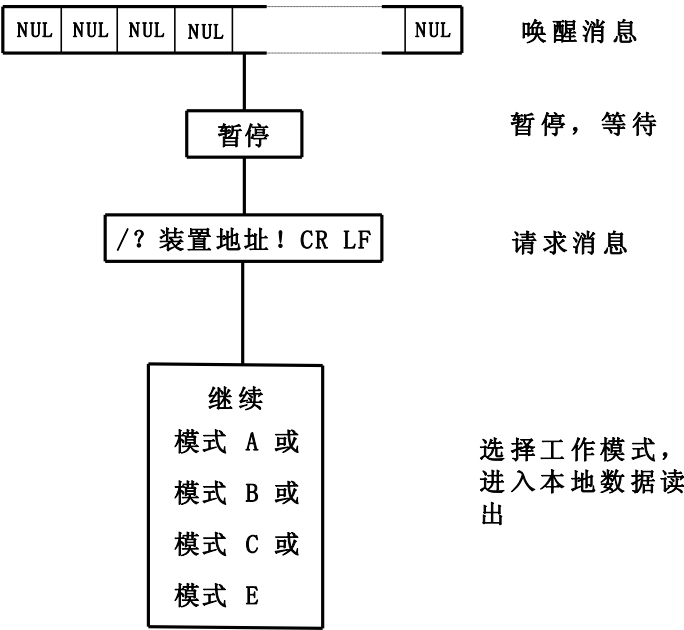 NUL NUL NUL NUL NUL 唤醒消息
暂停 暂停，等待
/? 装置地址! CR LF 请求消息
继续
模式 A 或
模式 B 或
模式 C 或
模式 E
选择工作模式，
进入本地数据读
出